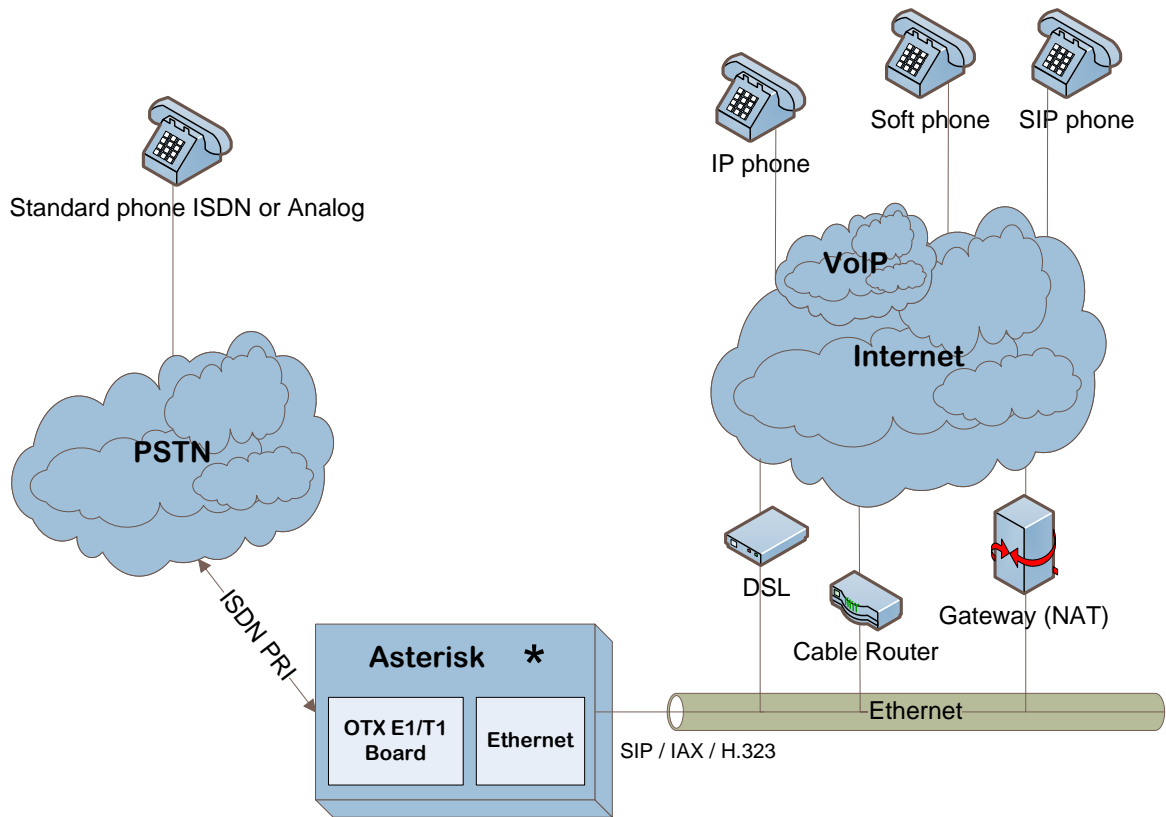 Soft phone
SIP phone
IP phone
Standard phone ISDN or Analog
VoIP
Internet
PSTN
DSL
Cable Router
Gateway (NAT)
ISDN PRI
Asterisk *
OTX E1/T1
Board
Ethernet
SIP / IAX / H.323
Ethernet